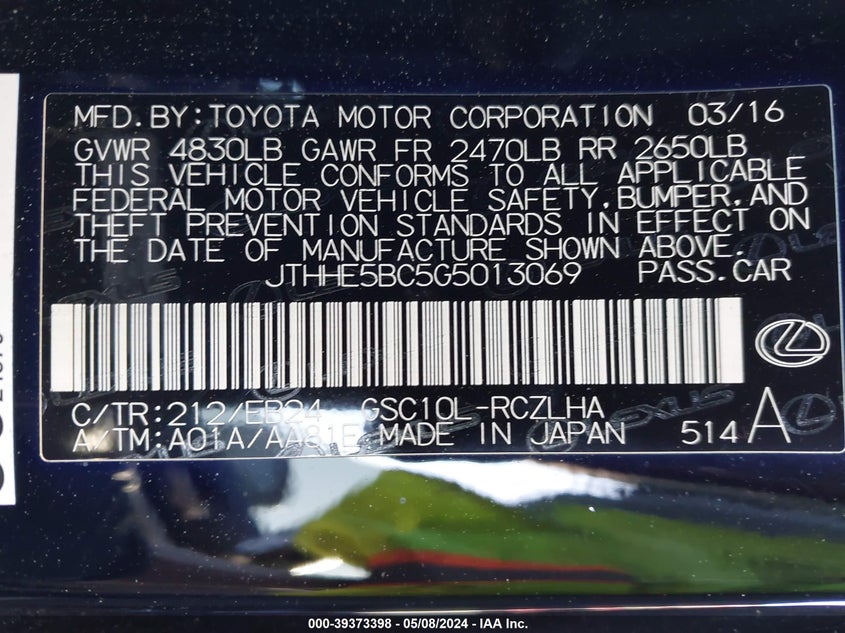 MFD.BY:TOYOTA MOTOR CORPORATION 03/16
GVWR 4830LB GAWR FR 2470LB RR 2650LB
THIS VEHICLE CONFORMS TO ALL APPLICABLE
FEDERAL MOTOR VEHICLE SAFETY,BUMPER,AND
THEFT PREVENTION STANDARDS IN EFFECT ON
THE DATE OF MANUFACTURE SHOWN ABOVE.
JTHHE5BC5G5013069 PASS.CAR
C/TR:212/EB24 GSC10L-RCZLHA
A/TM:A01A/AA81E MADE IN JAPAN 514 A
LEXUS
000-39373398 - 05/08/2024 - IAA Inc.